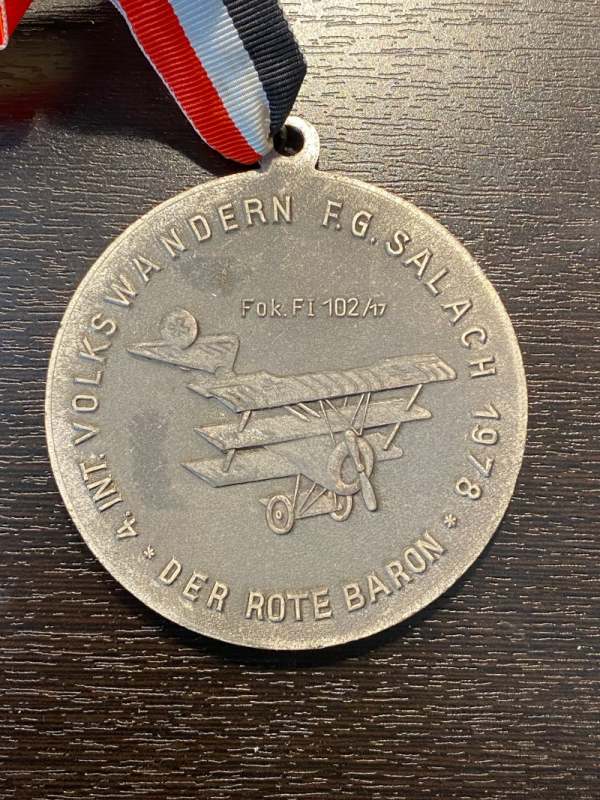 4. INT. VOLKSWANDERN F.G. SALACH 1978
Fok. FI 102/17
* DER ROTE BARON *